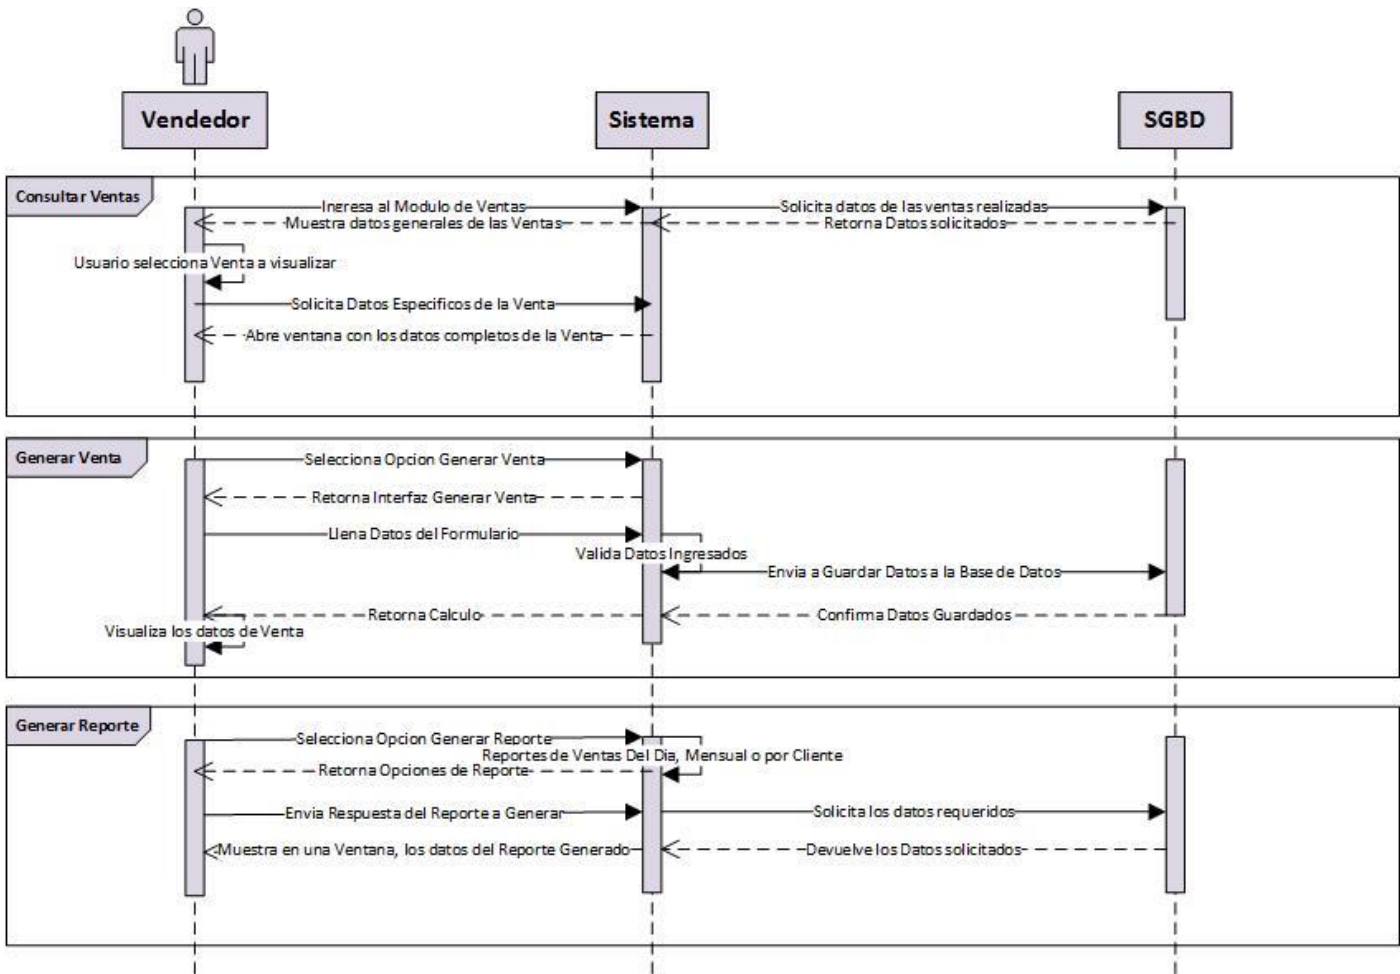 Vendedor
Sistema
SGBD
Consultar Ventas
Ingresa al Modulo de Ventas
Solicita datos de las ventas realizadas
Muestra datos generales de las Ventas
Retorna Datos solicitados
Usuario selecciona Venta a visualizar
Solicita Datos Especificos de la Venta
Abre ventana con los datos completos de la Venta
Generar Venta
Selecciona Opcion Generar Venta
Retorna Interfaz Generar Venta
Llena Datos del Formulario
Valida Datos Ingresados
Envia a Guardar Datos a la Base de Datos
Retorna Calculo
Confirma Datos Guardados
Visualiza los datos de Venta
Generar Reporte
Selecciona Opcion Generar Reporte
Reportes de Ventas Del Dia, Mensual o por Cliente
Retorna Opciones de Reporte
Envia Respuesta del Reporte a Generar
Solicita los datos requeridos
Muestra en una Ventana, los datos del Reporte Generado
Devuelve los Datos solicitados